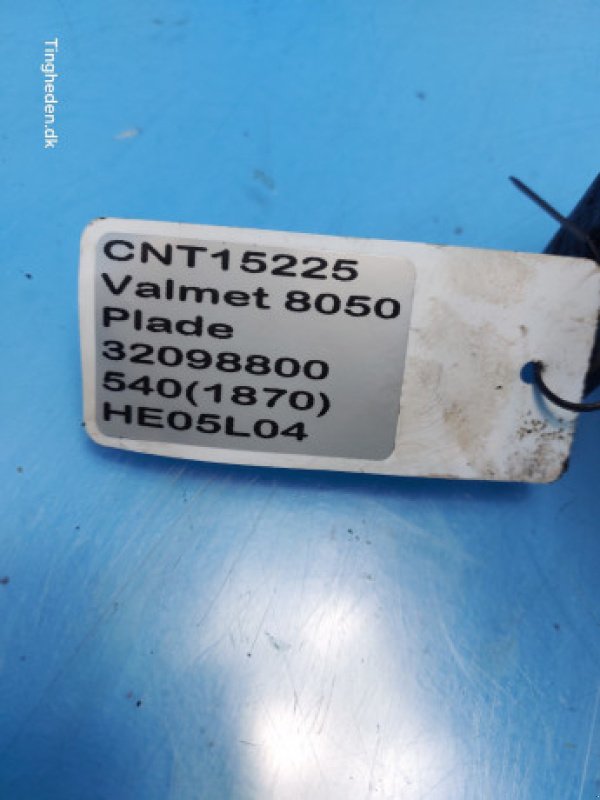 Tingheden.dk
CNT15225
Valmet 8050
Plade
32098800
540(1870)
HE05L04